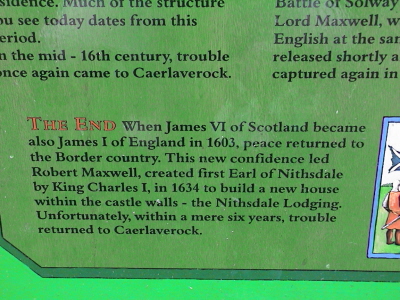 sidence. Much of the structure
ou see today dates from this
eriod.
n the mid - 16th century, trouble
once again came to Caerlaverock.
Battle of Solway
Lord Maxwell, w
English at the sam
released shortly a
captured again in
THE END When James VI of Scotland became
also James I of England in 1603, peace returned to
the Border country. This new confidence led
Robert Maxwell, created first Earl of Nithsdale
by King Charles I, in 1634 to build a new house
within the castle walls - the Nithsdale Lodging.
Unfortunately, within a mere six years, trouble
returned to Caerlaverock.